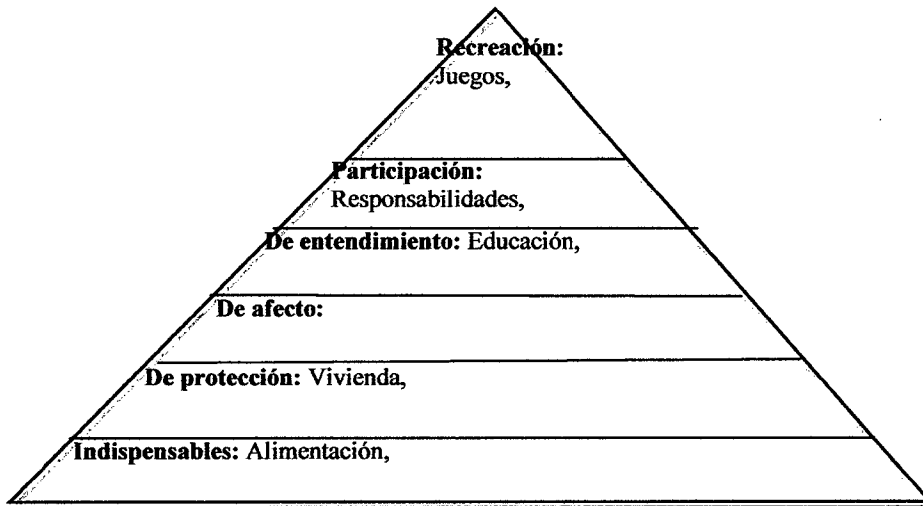 Recreación:
Juegos,
Participación:
Responsabilidades,
De entendimiento: Educación,
De afecto:
De protección: Vivienda,
Indispensables: Alimentación,